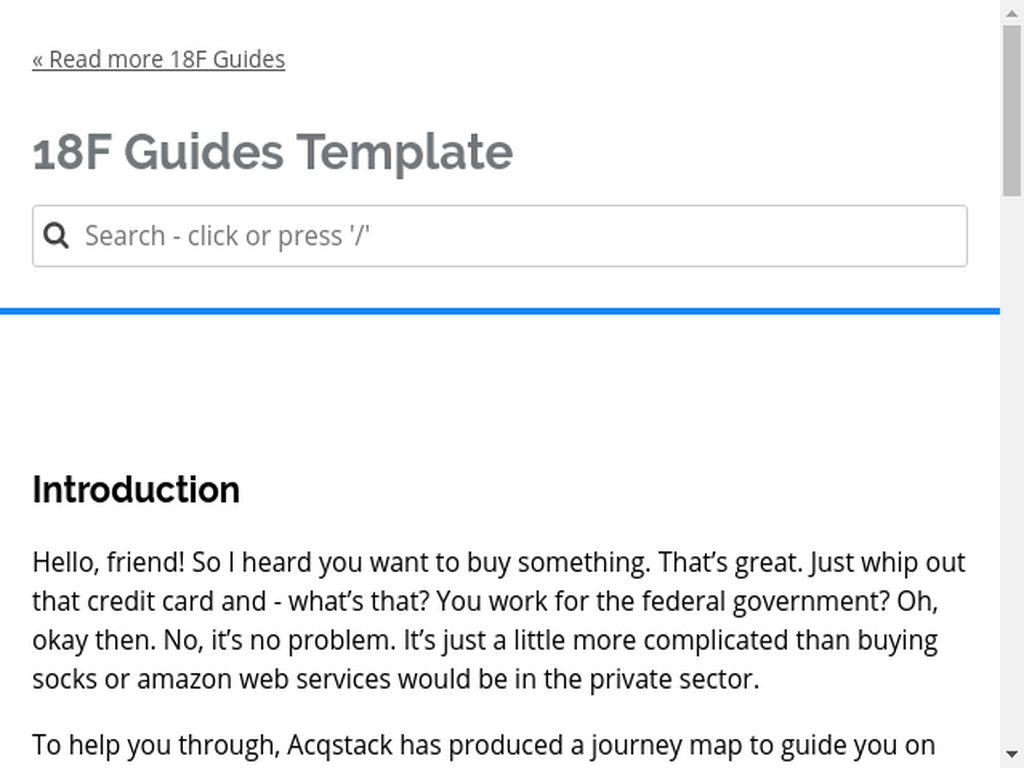 « Read more 18F Guides
18F Guides Template
Search - click or press '/'
Introduction
Hello, friend! So I heard you want to buy something. That’s great. Just whip out
that credit card and - what’s that? You work for the federal government? Oh,
okay then. No, it’s no problem. It’s just a little more complicated than buying
socks or amazon web services would be in the private sector.
To help you through, Acqstack has produced a journey map to guide you on